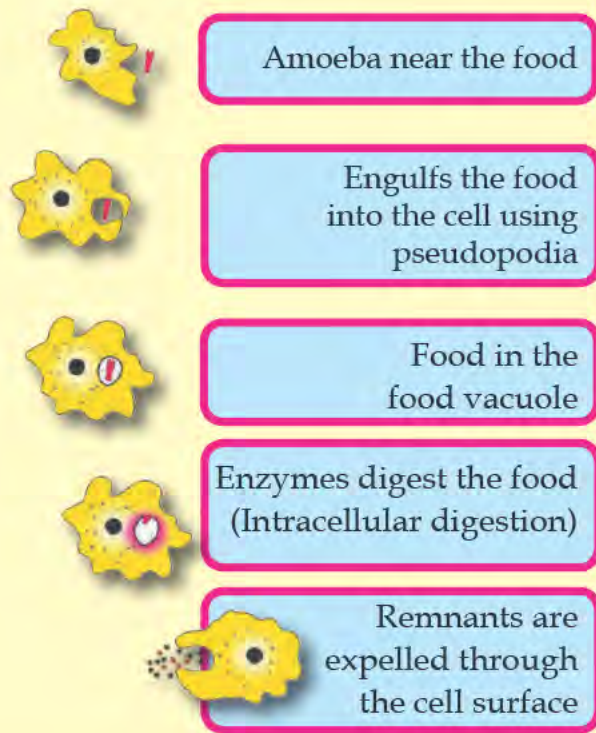 Amoeba near the food
Engulfs the food
into the cell using
pseudopodia
Food in the
food vacuole
Enzymes digest the food
(Intracellular digestion)
Remnants are
expelled through
the cell surface